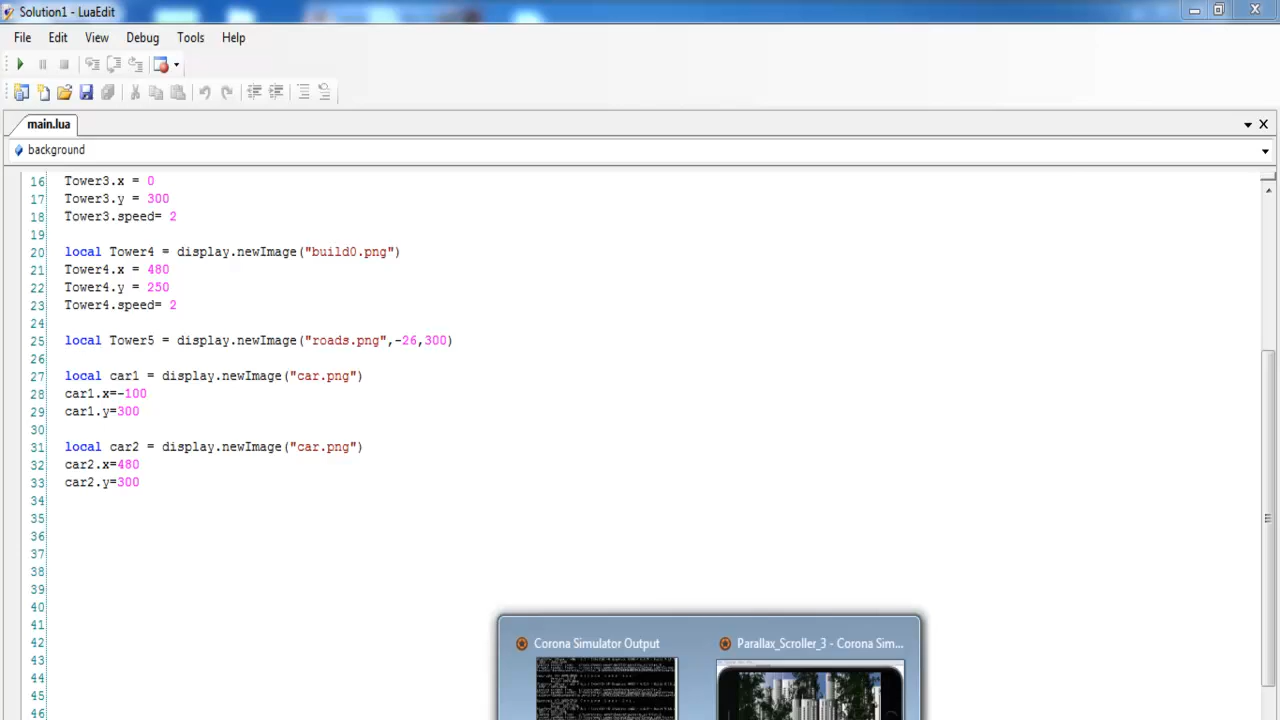 Solution1 - LuaEdit
File Edit View Debug Tools Help
main.lua
background
16 Tower3.x = 0
17 Tower3.y = 300
18 Tower3.speed= 2
19
20 local Tower4 = display.newImage("build0.png")
21 Tower4.x = 480
22 Tower4.y = 250
23 Tower4.speed= 2
24
25 local Tower5 = display.newImage("roads.png",-26,300)
26
27 local car1 = display.newImage("car.png")
28 car1.x=-100
29 car1.y=300
30
31 local car2 = display.newImage("car.png")
32 car2.x=480
33 car2.y=300
34
35
36
37
38
39
40
41
42
43
44
45
46
Corona Simulator Output
Parallax_Scroller_3 - Corona Sim...